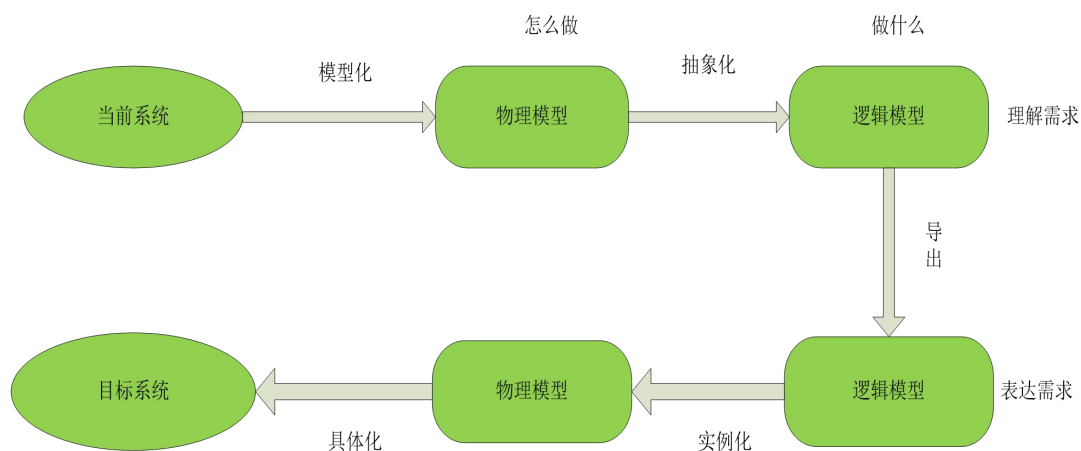 怎么做
做什么
模型化
抽象化
当前系统
物理模型
逻辑模型
理解需求
导
出
目标系统
物理模型
逻辑模型
表达需求
具体化
实例化